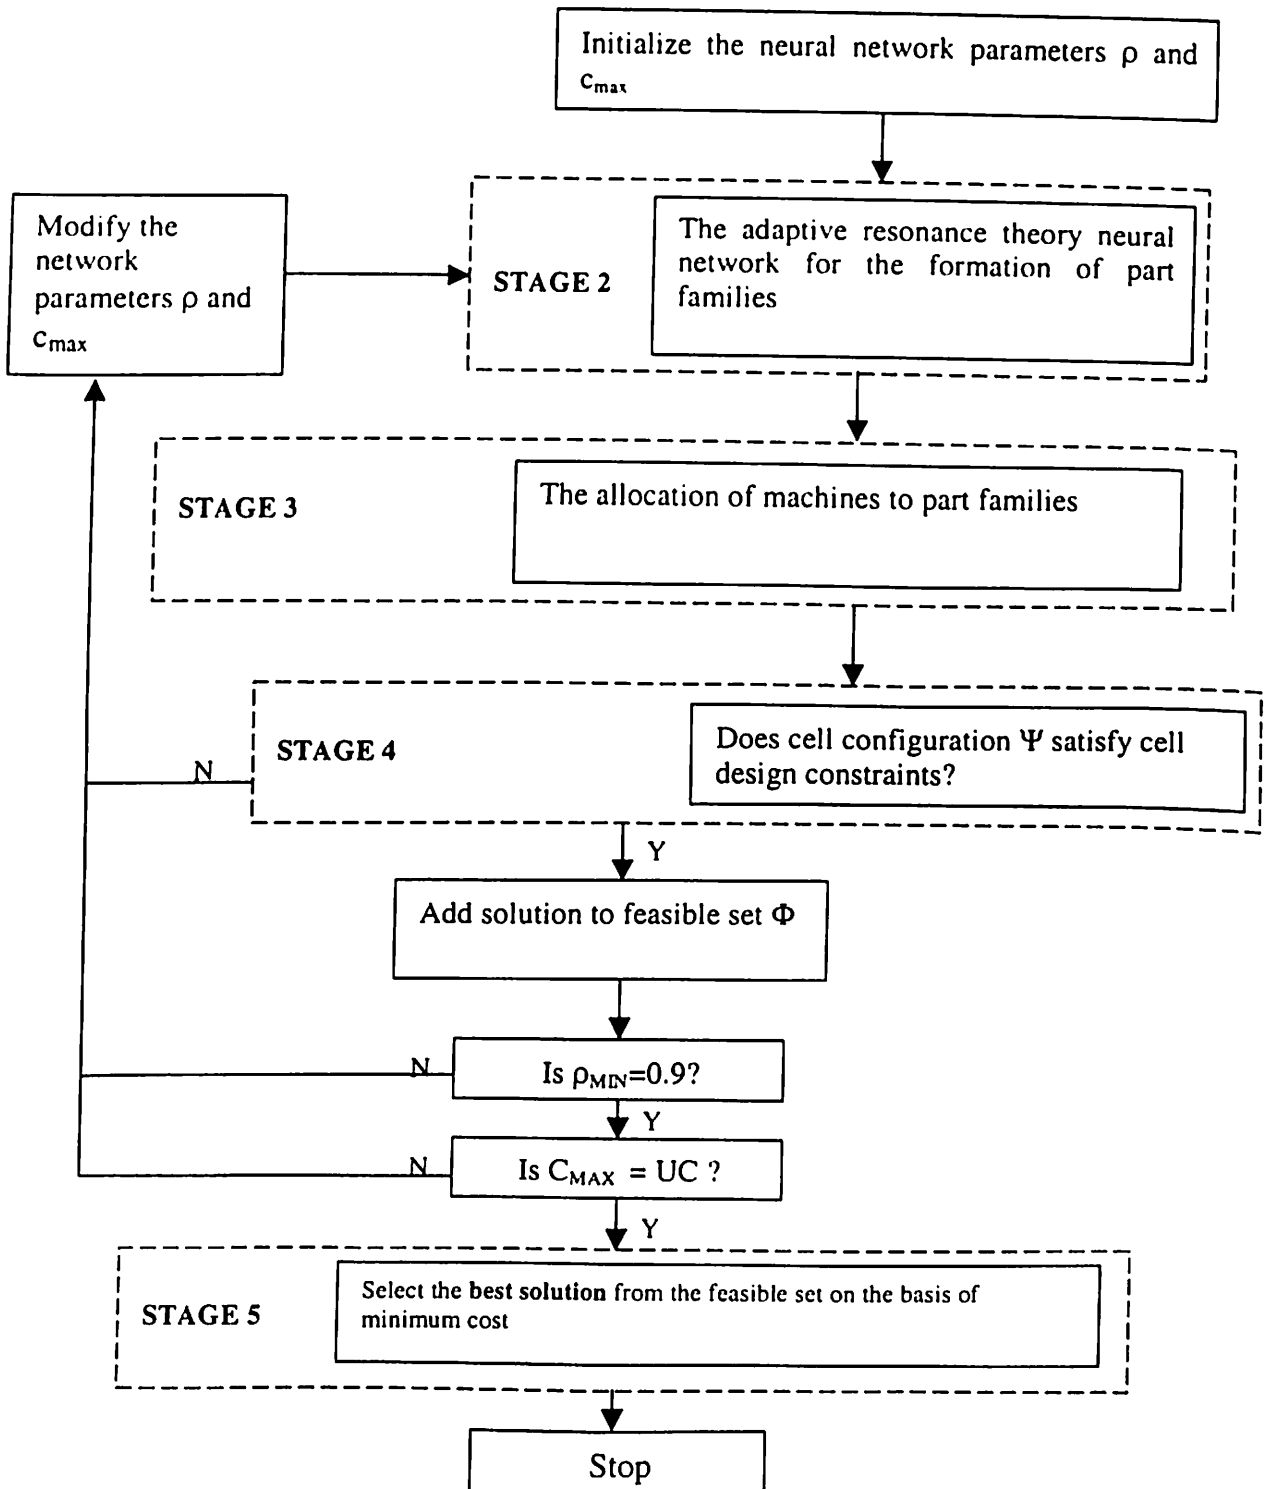 Initialize the neural network parameters ρ and
cmax
Modify the
network
parameters ρ and
cmax
STAGE 2
The adaptive resonance theory neural
network for the formation of part
families
STAGE 3
The allocation of machines to part families
STAGE 4
Does cell configuration Ψ satisfy cell
design constraints?
N
Y
Add solution to feasible set Φ
N
Is ρMIN=0.9?
Y
N
Is CMAX = UC ?
Y
STAGE 5
Select the best solution from the feasible set on the basis of
minimum cost
Stop